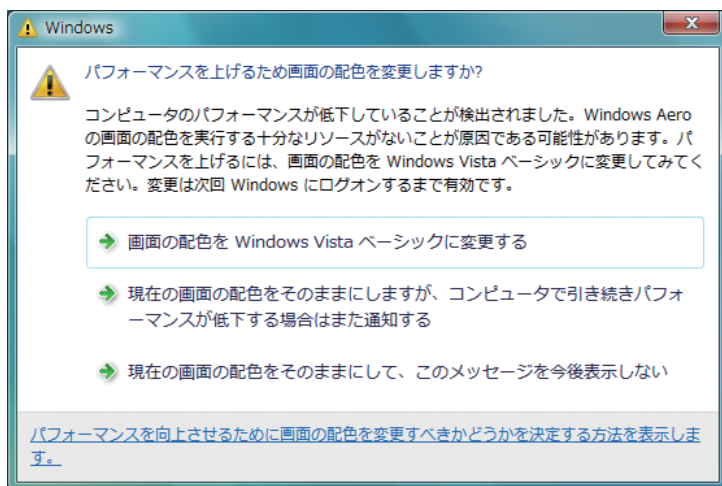 Windows
パフォーマンスを上げるため画面の配色を変更しますか?
コンピュータのパフォーマンスが低下していることが検出されました。Windows Aero
の画面の配色を実行する十分なリソースがないことが原因である可能性があります。パ
フォーマンスを上げるには、画面の配色を Windows Vista ベーシックに変更してみてく
ださい。変更は次回 Windows にログオンするまで有効です。
画面の配色を Windows Vista ベーシックに変更する
現在の画面の配色をそのままにしますが、コンピュータで引き続きパフォ
ーマンスが低下する場合はまた通知する
現在の画面の配色をそのままにして、このメッセージを今後表示しない
パフォーマンスを向上させるために画面の配色を変更すべきかどうかを決定する方法を表示しま
す。